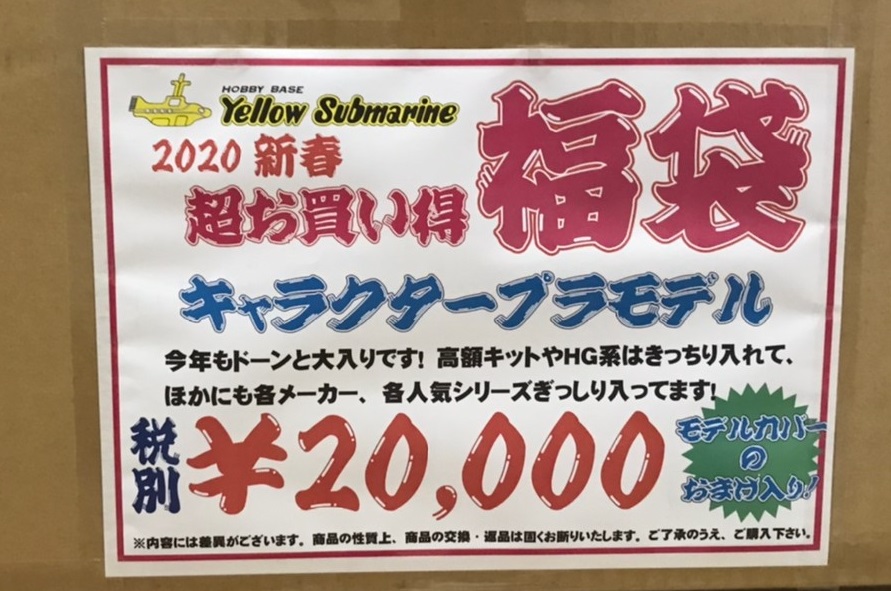 HOBBY BASE
Yellow Submarine
2020 新春
超お買い得
福袋
キャラクタープラモデル
今年もドーンと大入りです! 高額キットやHG系はきっちり入れて、
ほかにも各メーカー、各人気シリーズぎっしり入ってます!
税別
¥20,000
モデルカバー
の
おまけ入り!
※内容には差異がございます。商品の性質上、商品の交換・返品は固くお断りいたします。ご了承のうえ、ご購入下さい。